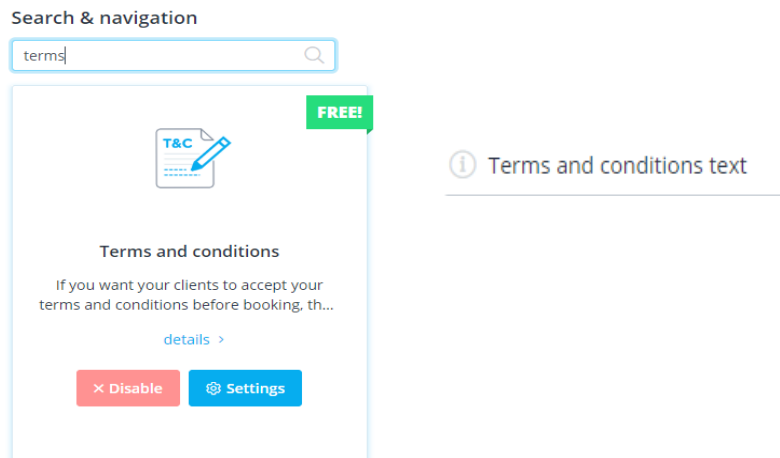 Search & navigation
terms
FREE!
T&C
Terms and conditions
If you want your clients to accept your
terms and conditions before booking, th...
details >
× Disable
Settings
i Terms and conditions text